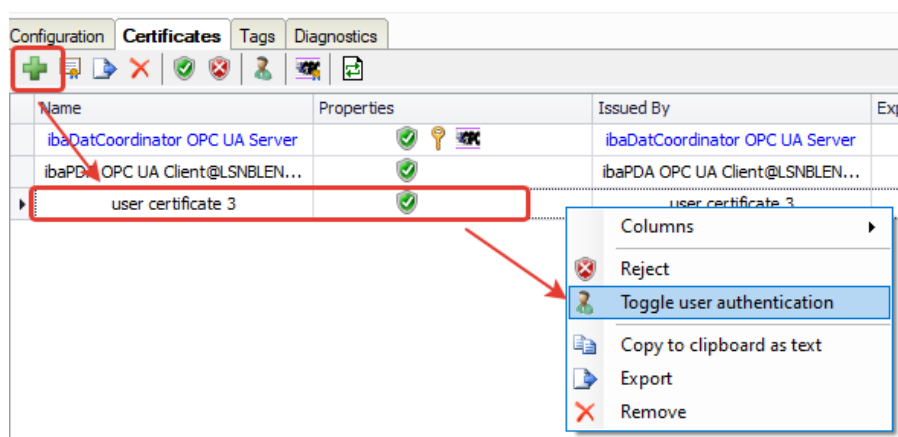 Configuration Certificates Tags Diagnostics
Name Properties Issued By Exp
ibaDatCoordinator OPC UA Server OPC ibaDatCoordinator OPC UA Server
ibaPDA OPC UA Client@LSNBLEN... ibaPDA OPC UA Client@LSNBLEN...
user certificate 3 user certificate 3
Columns
Reject
Toggle user authentication
Copy to clipboard as text
Export
Remove